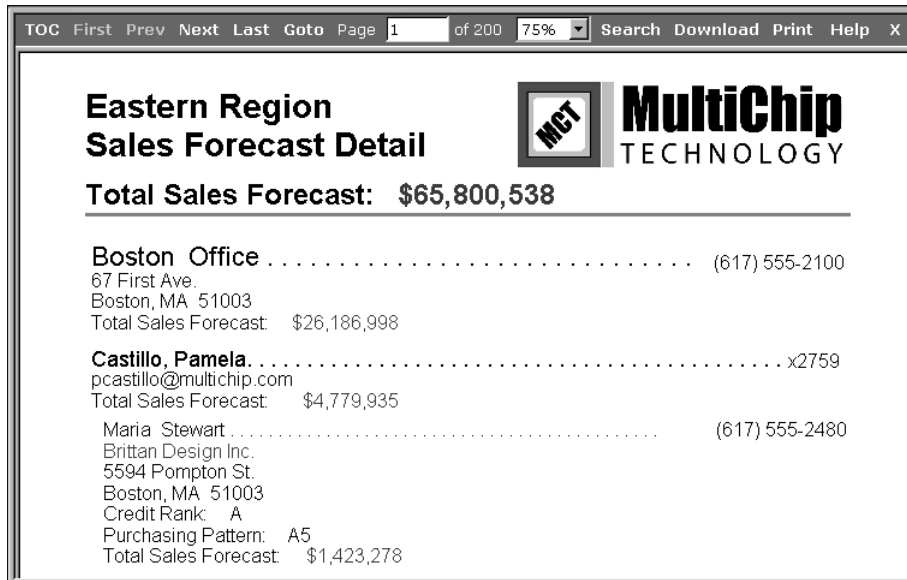 TOC First Prev Next Last Goto Page 1 of 200 75% Search Download Print Help X
Eastern Region
Sales Forecast Detail
MCT
MultiChip
TECHNOLOGY
Total Sales Forecast: $65,800,538
Boston Office . . . . . . . . . . . . . . . . . . . . . . . . . . . . . . (617) 555-2100
67 First Ave.
Boston, MA 51003
Total Sales Forecast: $26,186,998
Castillo, Pamela. . . . . . . . . . . . . . . . . . . . . . . . . . . . . . . . . . . . . . . . . . x2759
pcastillo@multichip.com
Total Sales Forecast: $4,779,935
Maria Stewart . . . . . . . . . . . . . . . . . . . . . . . . . . . . . . . . . . . . . . . . . . (617) 555-2480
Brittan Design Inc.
5594 Pompton St.
Boston, MA 51003
Credit Rank: A
Purchasing Pattern: A5
Total Sales Forecast: $1,423,278